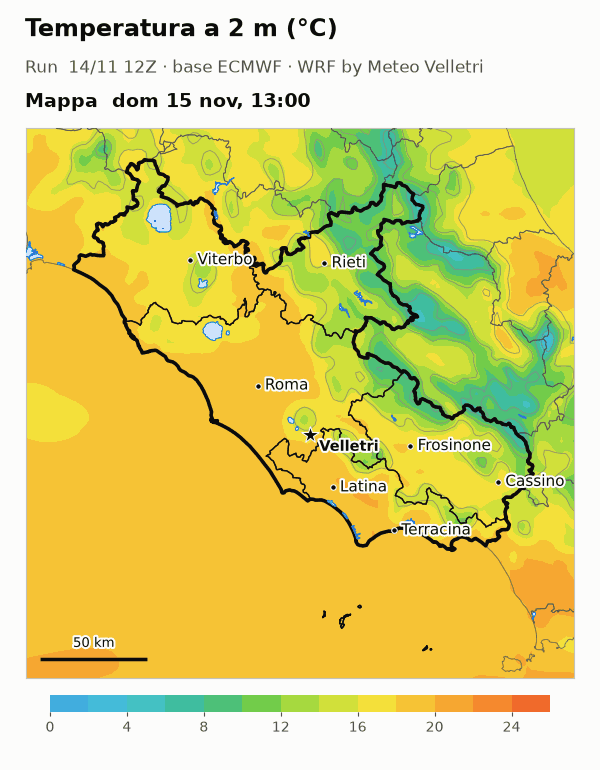 Temperatura a 2 m (°C)
Run  14/11 12Z · base ECMWF · WRF by Meteo Velletri
Mappa  dom 15 nov, 13:00
Viterbo
Rieti
Roma
Velletri
Frosinone
Cassino
Latina
Terracina
50 km
0 4 8 12 16 20 24